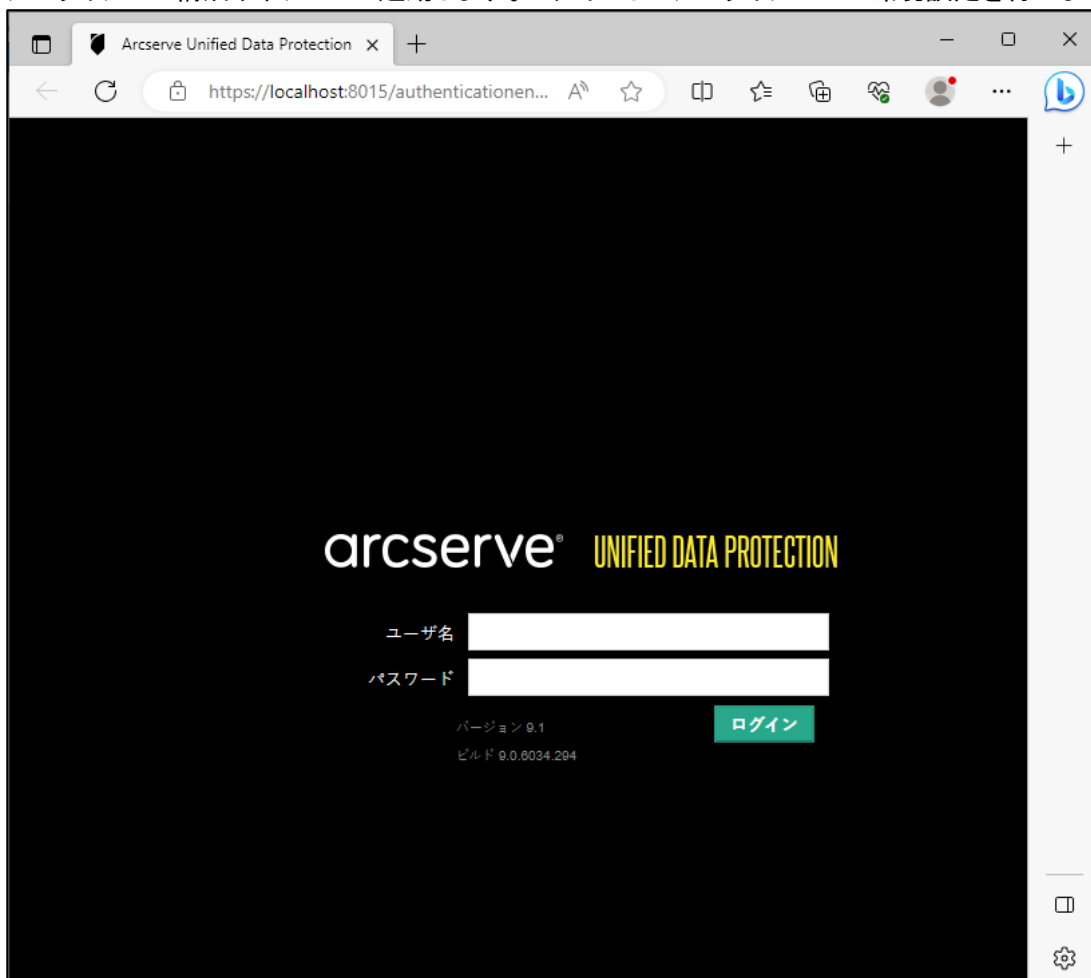 Arcserve Unified Data Protection
https://localhost:8015/authenticationen...
arcserve® UNIFIED DATA PROTECTION
ユーザ名
パスワード
バージョン 9.1
ログイン
ビルド 9.0.6034.294